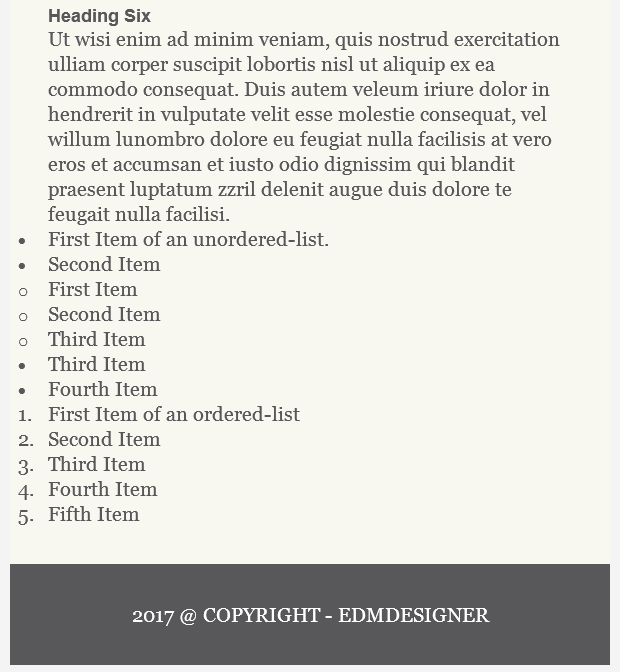 Heading Six
Ut wisi enim ad minim veniam, quis nostrud exercitation
ulliam corper suscipit lobortis nisl ut aliquip ex ea
commodo consequat. Duis autem veleum iriure dolor in
hendrerit in vulputate velit esse molestie consequat, vel
willum lunombro dolore eu feugiat nulla facilisis at vero
eros et accumsan et iusto odio dignissim qui blandit
praesent luptatum zzril delenit augue duis dolore te
feugait nulla facilisi.
• First Item of an unordered-list.
• Second Item
○ First Item
○ Second Item
○ Third Item
• Third Item
• Fourth Item
1. First Item of an ordered-list
2. Second Item
3. Third Item
4. Fourth Item
5. Fifth Item
2017 @ COPYRIGHT - EDMDESIGNER